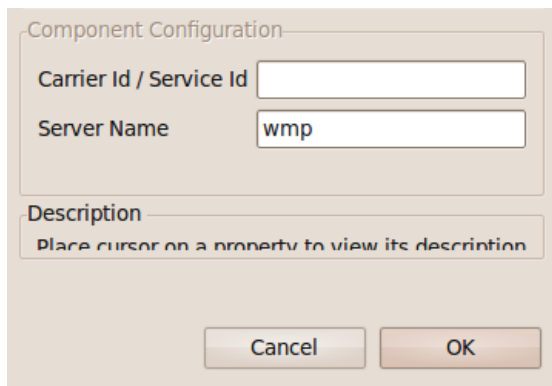 Component Configuration
Carrier Id / Service Id
Server Name wmp
Description
Place cursor on a property to view its description
Cancel OK